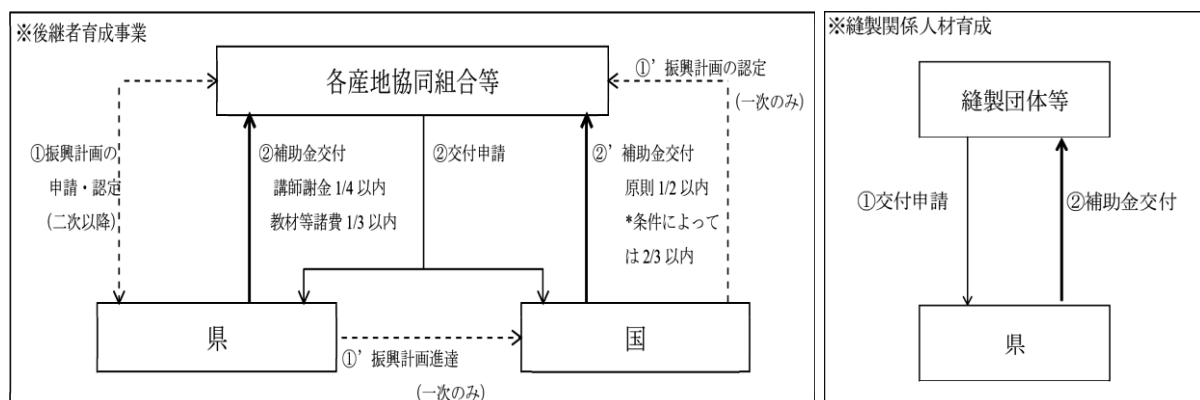 ※後継者育成事業
各産地協同組合等
①’振興計画の認定
(一次のみ)
①振興計画の
申請・認定
(二次以降)
②補助金交付
講師謝金 1/4 以内
教材等諸費 1/3 以内
②交付申請
②’補助金交付
原則 1/2 以内
*条件によって
は 2/3 以内
県
①’振興計画進達
(一次のみ)
国
※縫製関係人材育成
縫製団体等
①交付申請
②補助金交付
県